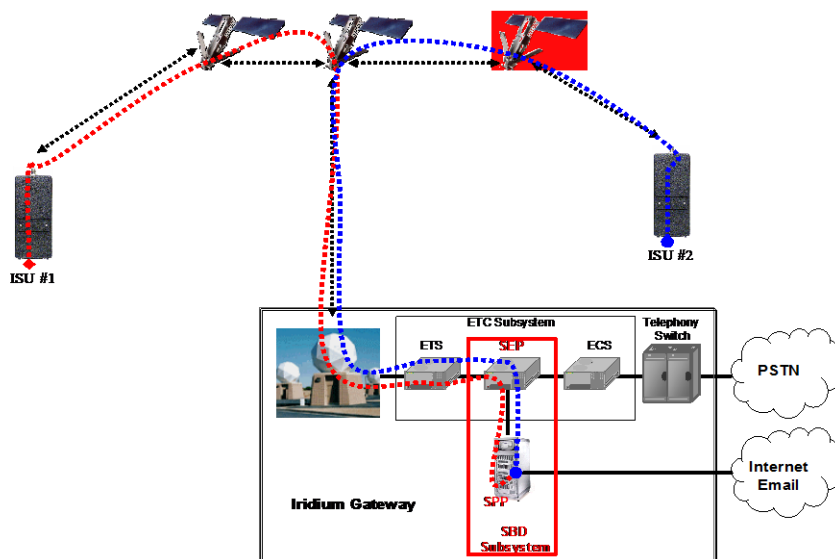 ISU #1
ISU #2
ETC Subsystem
Telephony
Switch
ETS
SEP
ECS
PSTN
Internet
Email
SPP
Iridium Gateway
SBD
Subsystem